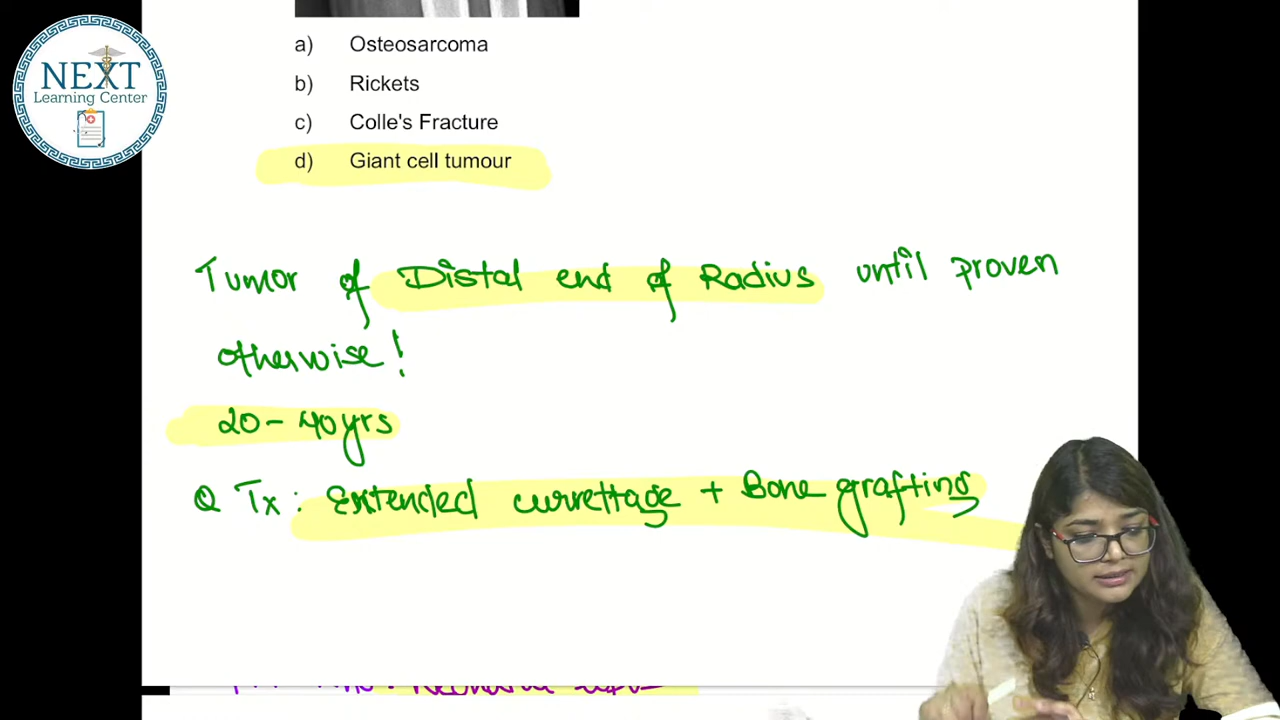 NEXT
Learning Center
a) Osteosarcoma
b) Rickets
c) Colle's Fracture
d) Giant cell tumour
Tumor of Distal end of Radius until proven
otherwise!
20-40yrs
Q Tx: Extended currettage + Bone grafting